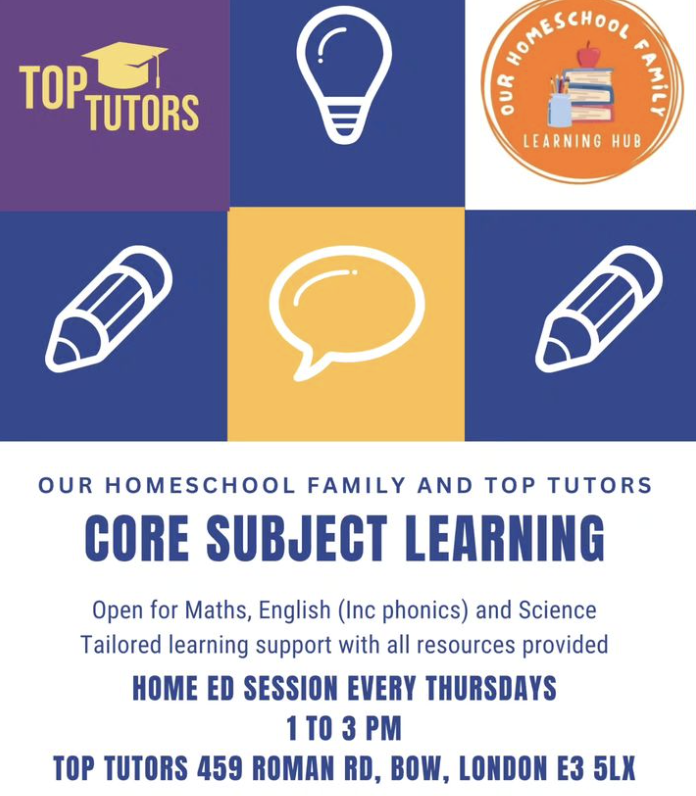 TOP
TUTORS
OUR HOMESCHOOL FAMILY
LEARNING HUB
OUR HOMESCHOOL FAMILY AND TOP TUTORS
CORE SUBJECT LEARNING
Open for Maths, English (Inc phonics) and Science
Tailored learning support with all resources provided
HOME ED SESSION EVERY THURSDAYS
1 TO 3 PM
TOP TUTORS 459 ROMAN RD, BOW, LONDON E3 5LX